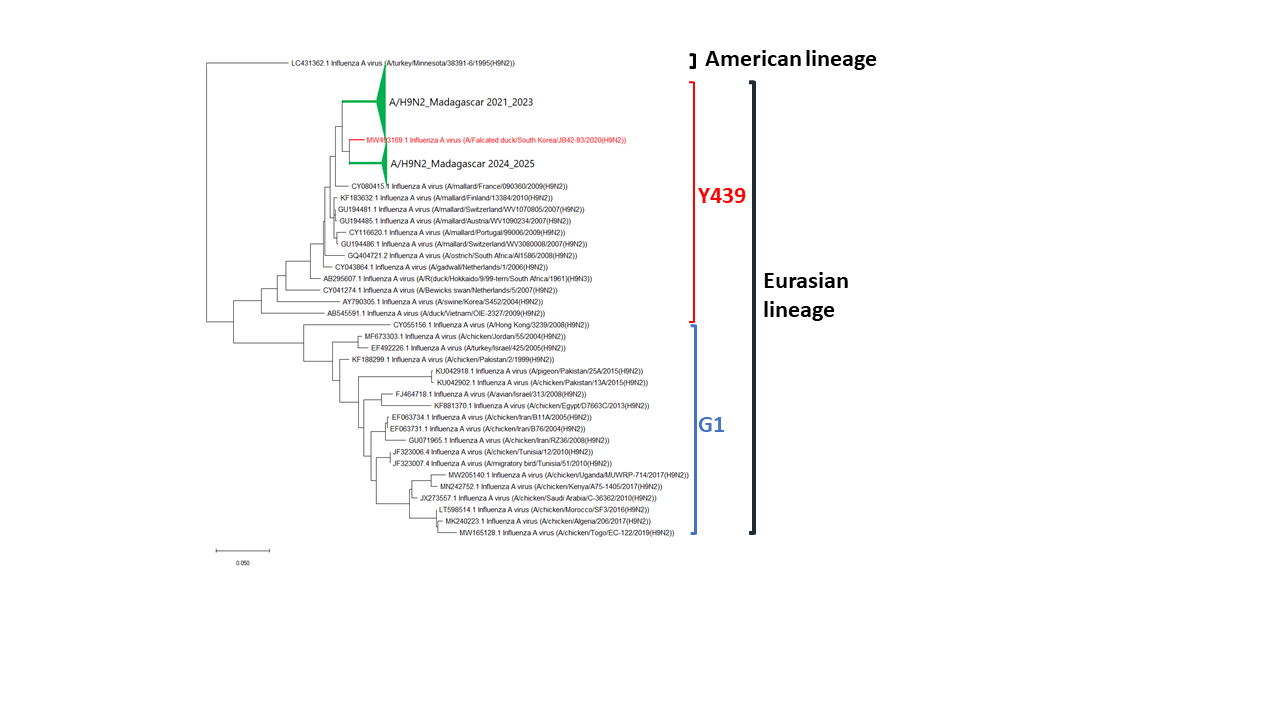 LC431362.1 Influenza A virus (A/turkey/Minnesota/38391-6/1995(H9N2))
American lineage
A/H9N2_Madagascar 2021_2023
MW493169.1 Influenza A virus (A/Falcated duck/South Korea/JB42-93/2020(H9N2))
A/H9N2_Madagascar 2024_2025
CY080415.1 Influenza A virus (A/mallard/France/090360/2009(H9N2))
KF183632.1 Influenza A virus (A/mallard/Finland/13384/2010(H9N2))
Y439
GU194481.1 Influenza A virus (A/mallard/Switzerland/WV1070805/2007(H9N2))
GU194485.1 Influenza A virus (A/mallard/Austria/WV1090234/2007(H9N2))
CY116620.1 Influenza A virus (A/mallard/Portugal/99006/2009(H9N2))
GU194486.1 Influenza A virus (A/mallard/Switzerland/WV3080008/2007(H9N2))
GQ404721.2 Influenza A virus (A/ostrich/South Africa/AI1586/2008(H9N2))
CY043864.1 Influenza A virus (A/gadwall/Netherlands/1/2006(H9N2))
AB295607.1 Influenza A virus (A/R(duck/Hokkaido/9/99-tern/South Africa/1961)(H9N3))
CY041274.1 Influenza A virus (A/Bewicks swan/Netherlands/5/2007(H9N2))
Eurasian
lineage
AY790305.1 Influenza A virus (A/swine/Korea/S452/2004(H9N2))
AB545591.1 Influenza A virus (A/duck/Vietnam/OIE-2327/2009(H9N2))
CY055156.1 Influenza A virus (A/Hong Kong/3239/2008(H9N2))
MF673303.1 Influenza A virus (A/chicken/Jordan/55/2004(H9N2))
EF492226.1 Influenza A virus (A/turkey/Israel/425/2005(H9N2))
KF188299.1 Influenza A virus (A/chicken/Pakistan/2/1999(H9N2))
KU042918.1 Influenza A virus (A/pigeon/Pakistan/25A/2015(H9N2))
KU042902.1 Influenza A virus (A/chicken/Pakistan/13A/2015(H9N2))
FJ464718.1 Influenza A virus (A/avian/Israel/313/2008(H9N2))
KF881370.1 Influenza A virus (A/chicken/Egypt/D7663C/2013(H9N2))
EF063734.1 Influenza A virus (A/chicken/Iran/B11A/2005(H9N2))
G1
EF063731.1 Influenza A virus (A/chicken/Iran/B76/2004(H9N2))
GU071965.1 Influenza A virus (A/chicken/Iran/RZ36/2008(H9N2))
JF323006.4 Influenza A virus (A/chicken/Tunisia/12/2010(H9N2))
JF323007.4 Influenza A virus (A/migratory bird/Tunisia/51/2010(H9N2))
MW205140.1 Influenza A virus (A/chicken/Uganda/MUWRP-714/2017(H9N2))
MN242752.1 Influenza A virus (A/chicken/Kenya/A75-1405/2017(H9N2))
JX273557.1 Influenza A virus (A/chicken/Saudi Arabia/C-36362/2010(H9N2))
LT598514.1 Influenza A virus (A/chicken/Morocco/SF3/2016(H9N2))
MK240223.1 Influenza A virus (A/chicken/Algeria/206/2017(H9N2))
MW165128.1 Influenza A virus (A/chicken/Togo/EC-122/2019(H9N2))
0.050